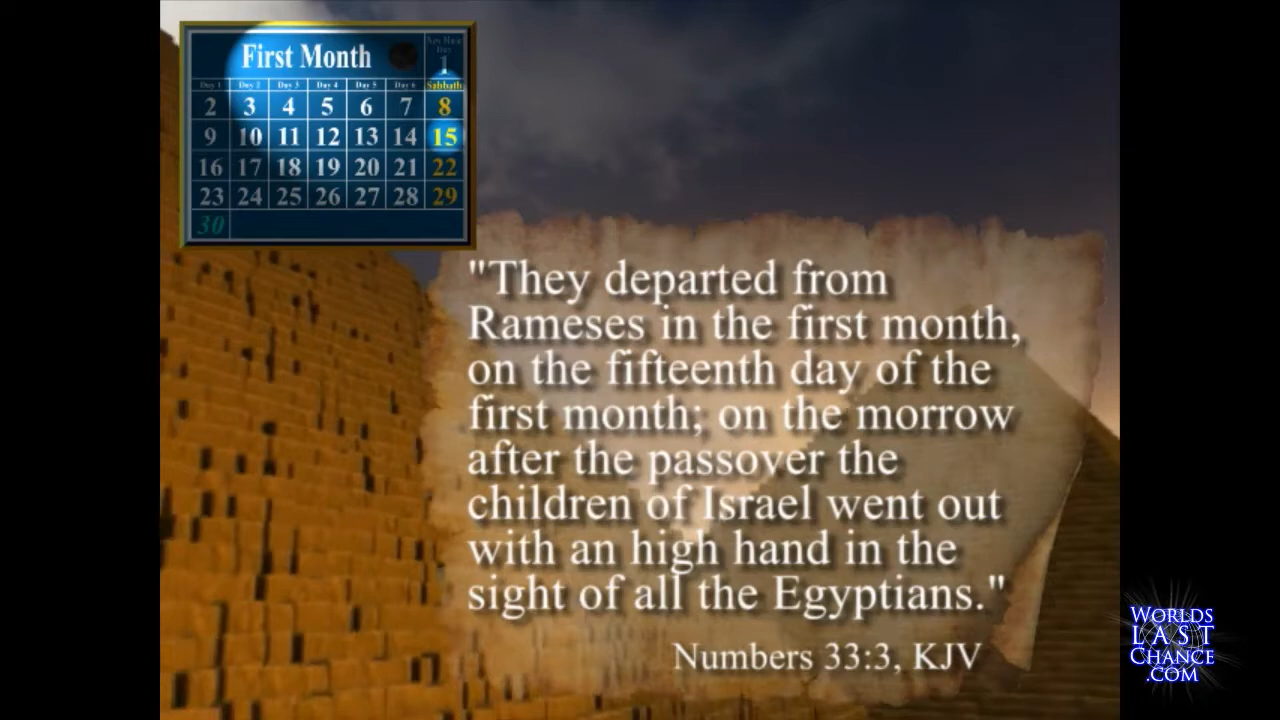 First Month
New Moon
Day
1
Day 1 Day 2 Day 3 Day 4 Day 5 Day 6 Sabbath
2 3 4 5 6 7 8
9 10 11 12 13 14 15
16 17 18 19 20 21 22
23 24 25 26 27 28 29
30
"They departed from
Rameses in the first month,
on the fifteenth day of the
first month; on the morrow
after the passover the
children of Israel went out
with an high hand in the
sight of all the Egyptians."
Numbers 33:3, KJV
WORLDS
LAST
CHANCE
.COM